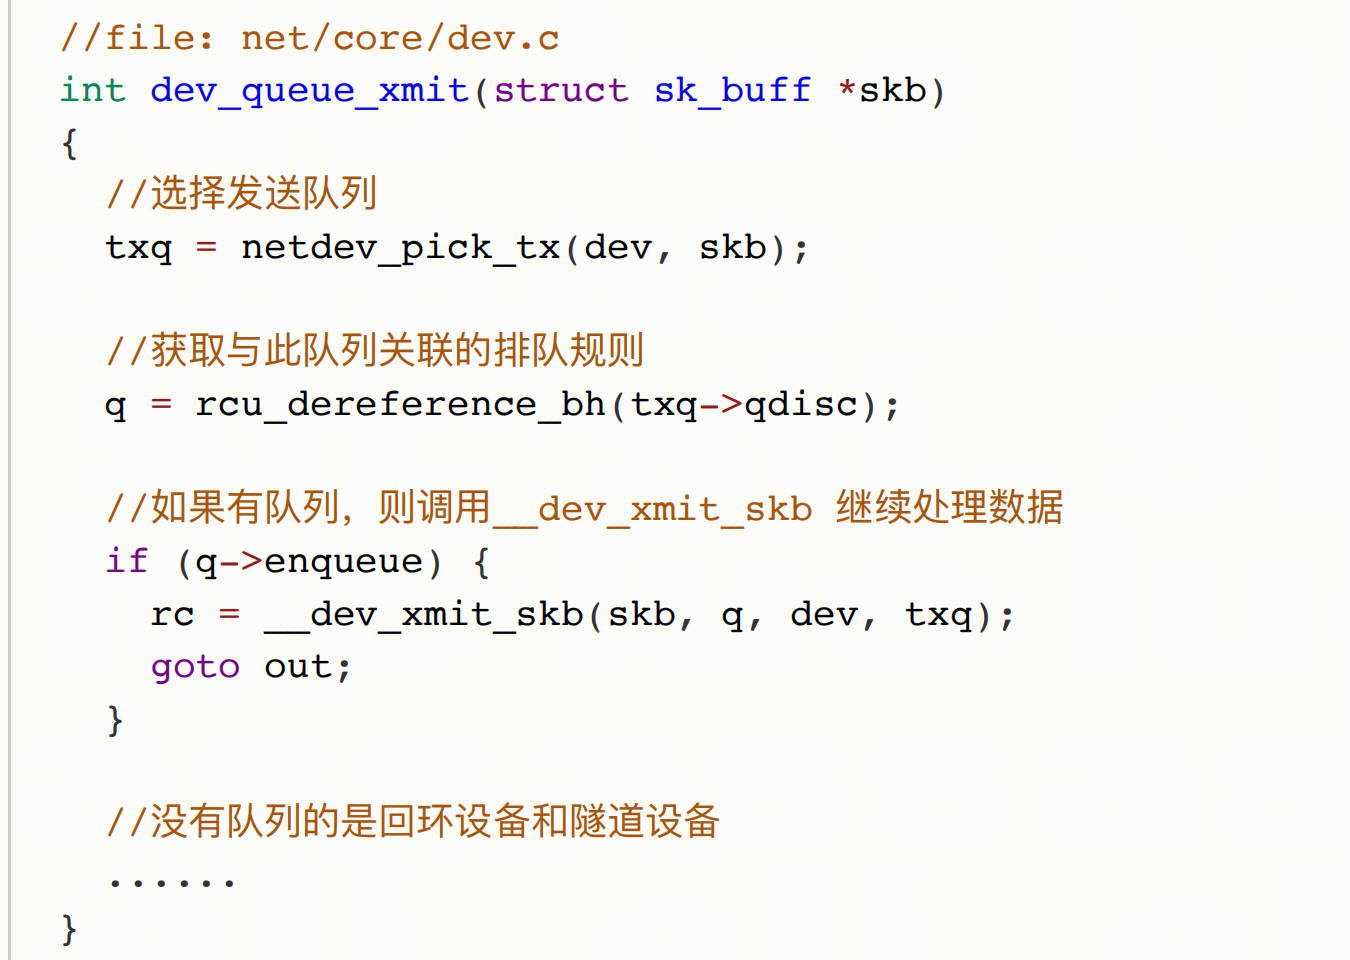 //file: net/core/dev.c
int dev_queue_xmit(struct sk_buff *skb)
{
//选择发送队列
txq = netdev_pick_tx(dev, skb);
//获取与此队列关联的排队规则
q = rcu_dereference_bh(txq->qdisc);
//如果有队列，则调用__dev_xmit_skb 继续处理数据
if (q->enqueue) {
rc = __dev_xmit_skb(skb, q, dev, txq);
goto out;
}
//没有队列的是回环设备和隧道设备
......
}